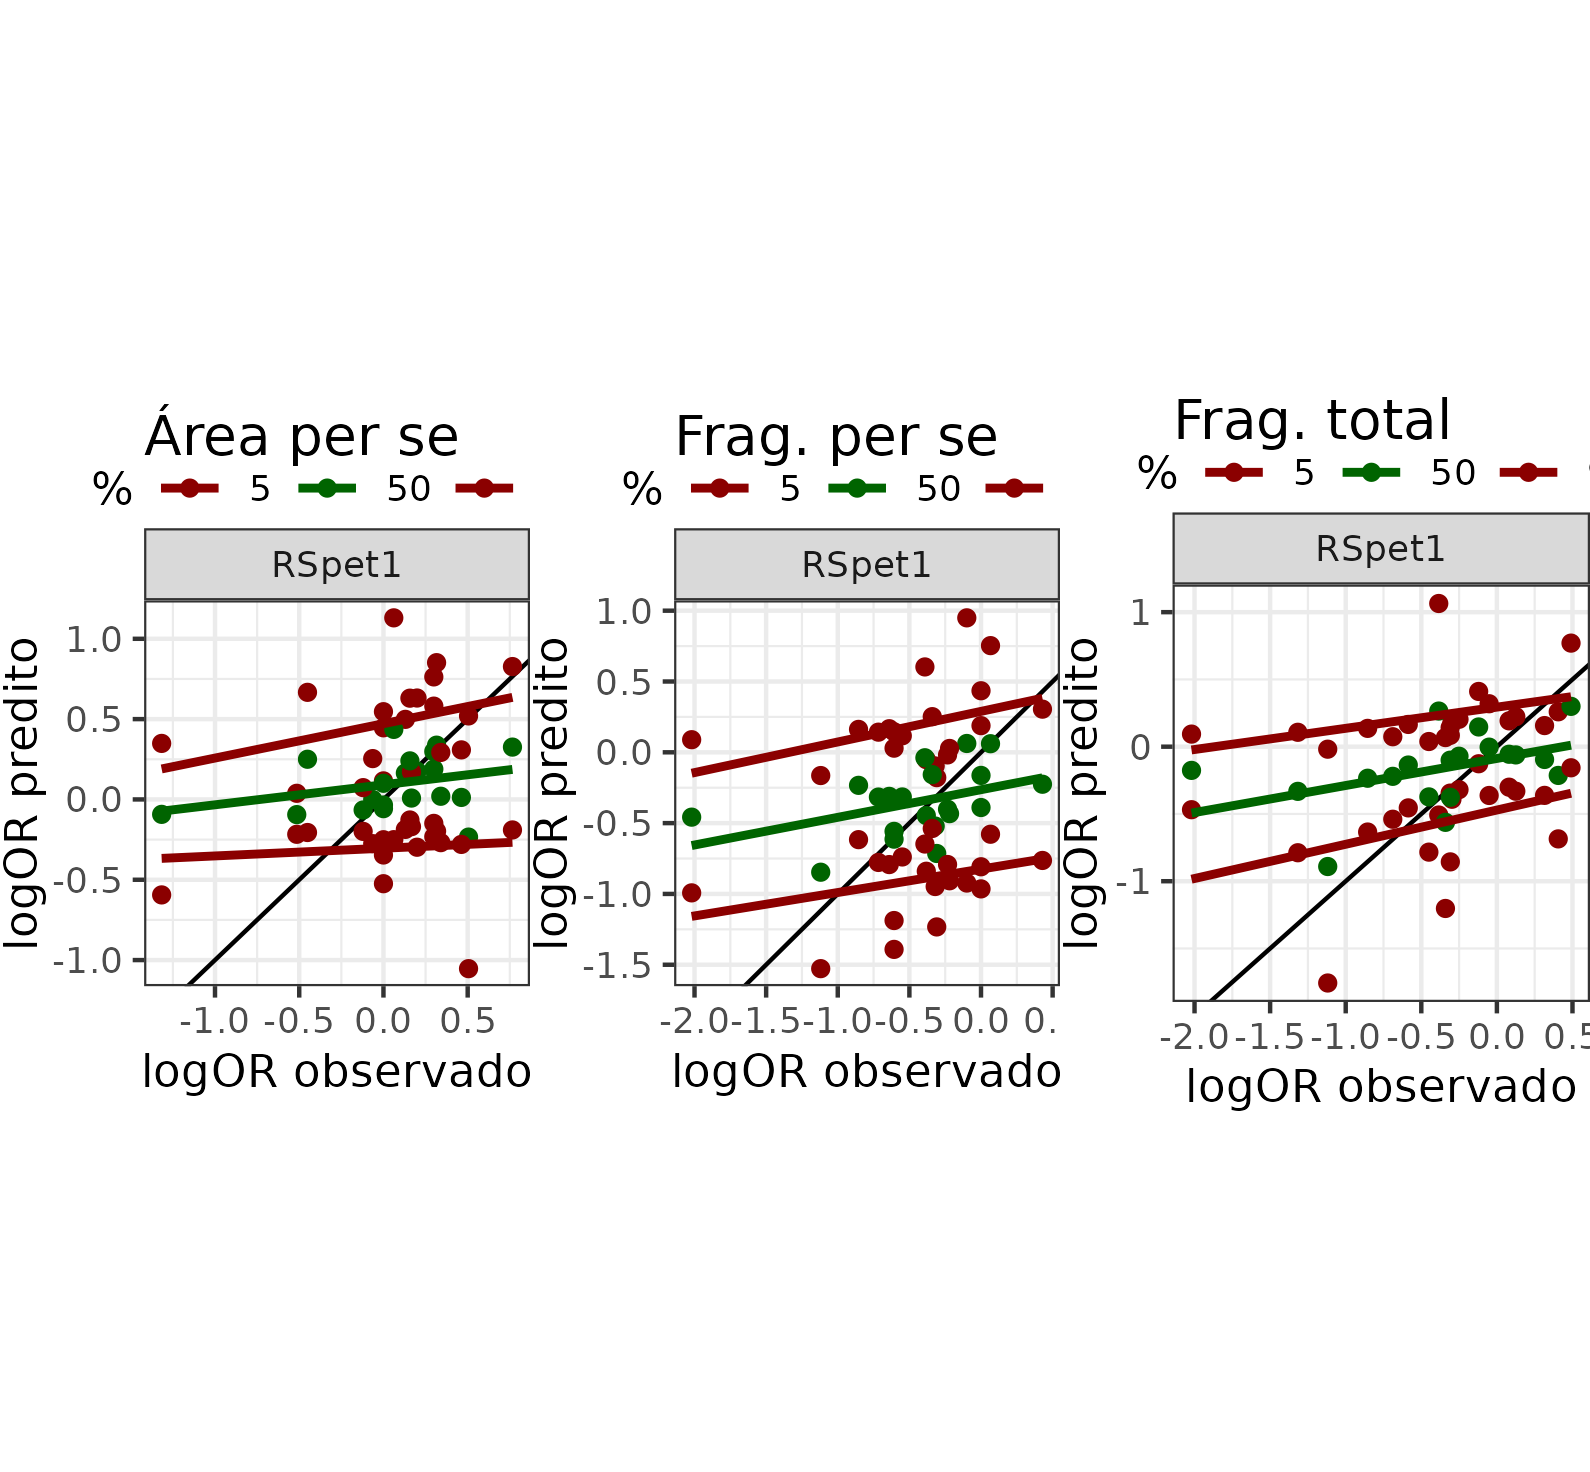 Área per se
% 5 50
RSpet1
logOR predito
1.0
0.5
0.0
-0.5
-1.0
-1.0 -0.5 0.0 0.5
logOR observado
Frag. per se
% 5 50
RSpet1
logOR predito
1.0
0.5
0.0
-0.5
-1.0
-1.5
-2.0 -1.5 -1.0 -0.5 0.0 0.
logOR observado
Frag. total
% 5 50
RSpet1
logOR predito
1
0
-1
-2.0 -1.5 -1.0 -0.5 0.0 0.5
logOR observado